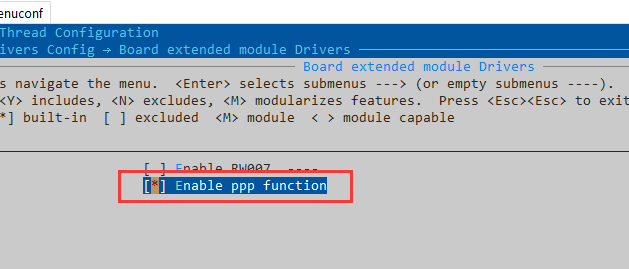 enuconf
Thread Configuration
ivers Config → Board extended module Drivers
Board extended module Drivers
s navigate the menu. <Enter> selects submenus ---> (or empty submenus ----).
<Y> includes, <N> excludes, <M> modularizes features. Press <Esc><Esc> to exit
*] built-in [ ] excluded <M> module < > module capable
[ ] Enable RW007 ----
[*] Enable ppp function